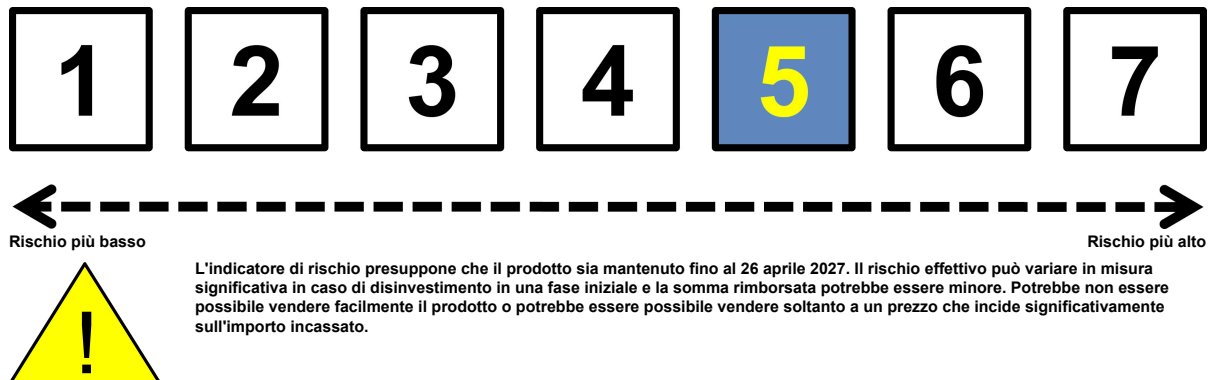 1 2 3 4 5 6 7
Rischio più basso Rischio più alto
L'indicatore di rischio presuppone che il prodotto sia mantenuto fino al 26 aprile 2027. Il rischio effettivo può variare in misura
significativa in caso di disinvestimento in una fase iniziale e la somma rimborsata potrebbe essere minore. Potrebbe non essere
possibile vendere facilmente il prodotto o potrebbe essere possibile vendere soltanto a un prezzo che incide significativamente
sull'importo incassato.
!